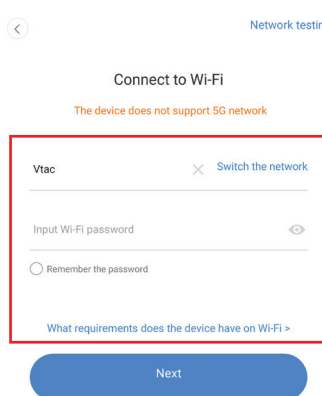 Network testin
Connect to Wi-Fi
The device does not support 5G network
Vtac
Switch the network
Input Wi-Fi password
Remember the password
What requirements does the device have on Wi-Fi >
Next